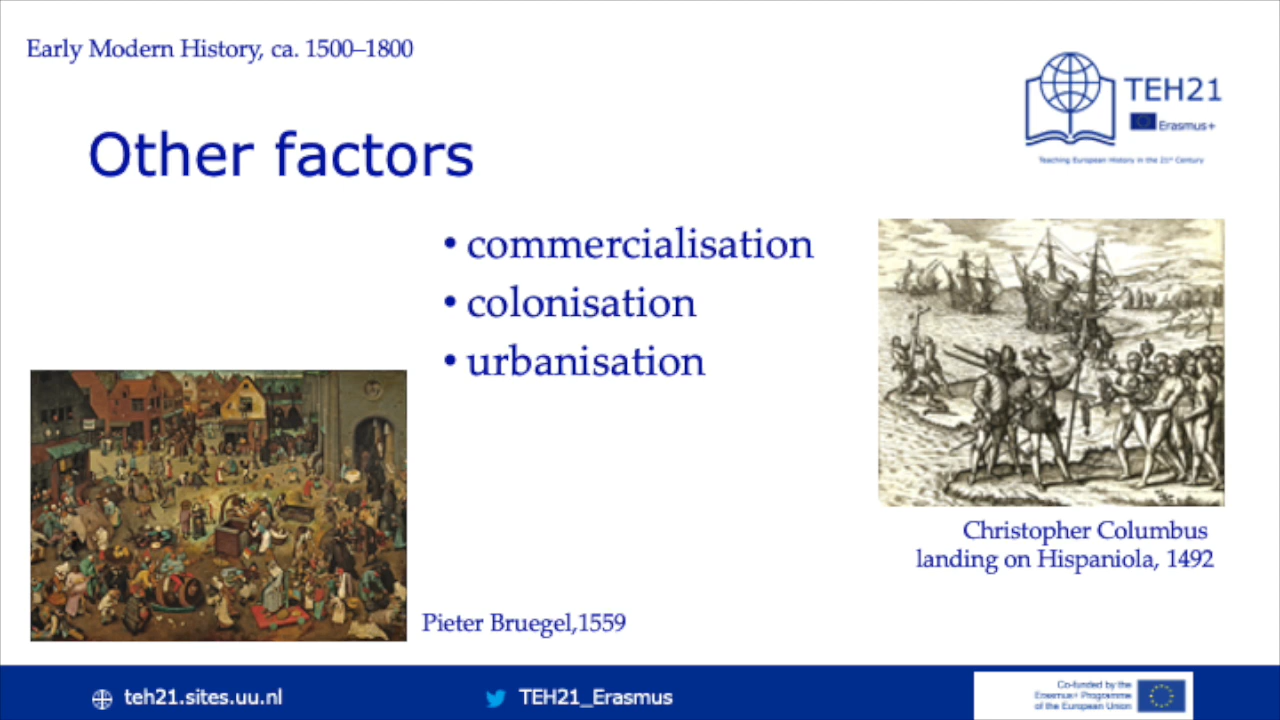 Early Modern History, ca. 1500–1800
TEH21
Erasmus+
Teaching European History in the 21st Century
Other factors
• commercialisation
• colonisation
• urbanisation
Christopher Columbus
landing on Hispaniola, 1492
Pieter Bruegel,1559
teh21.sites.uu.nl
TEH21_Erasmus
Co-funded by the
Erasmus+ Programme
of the European Union